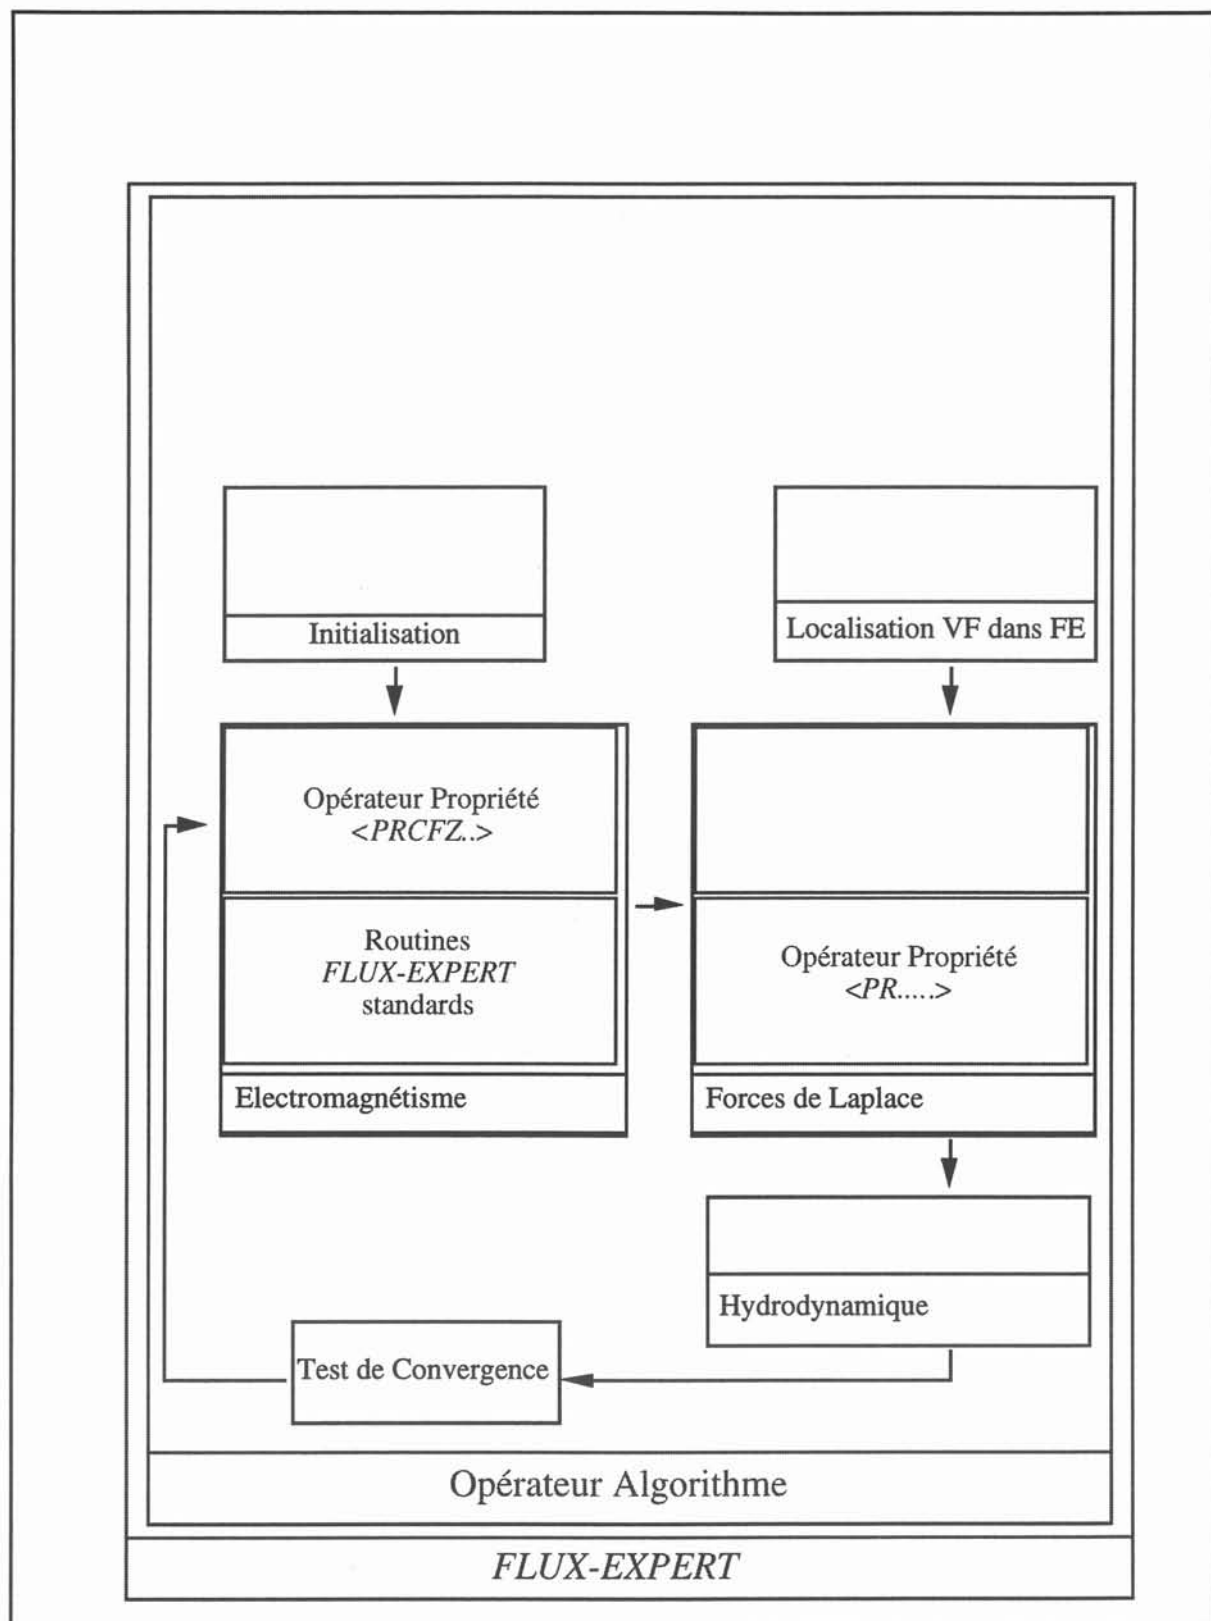 Initialisation
Localisation VF dans FE
Opérateur Propriété
<PRCFZ..>
Routines
FLUX-EXPERT
standards
Electromagnétisme
Opérateur Propriété
<PR.....>
Forces de Laplace
Hydrodynamique
Test de Convergence
Opérateur Algorithme
FLUX-EXPERT